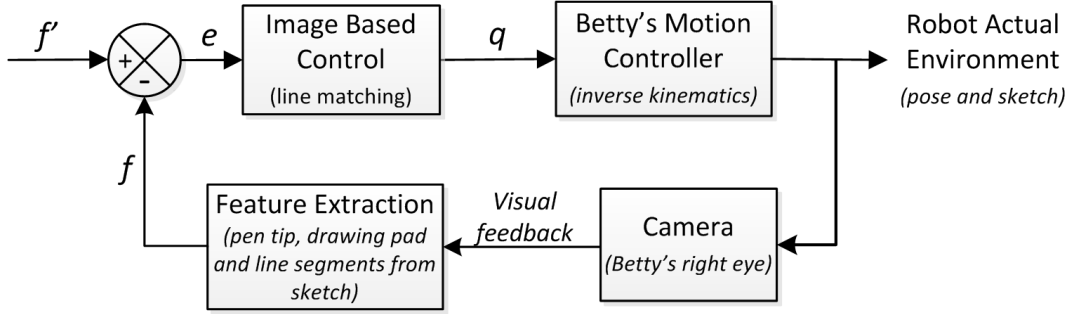 f’
+
-
e
Image Based
Control
(line matching)
q
Betty’s Motion
Controller
(inverse kinematics)
Robot Actual
Environment
(pose and sketch)
f
Feature Extraction
(pen tip, drawing pad
and line segments from
sketch)
Visual
feedback
Camera
(Betty’s right eye)